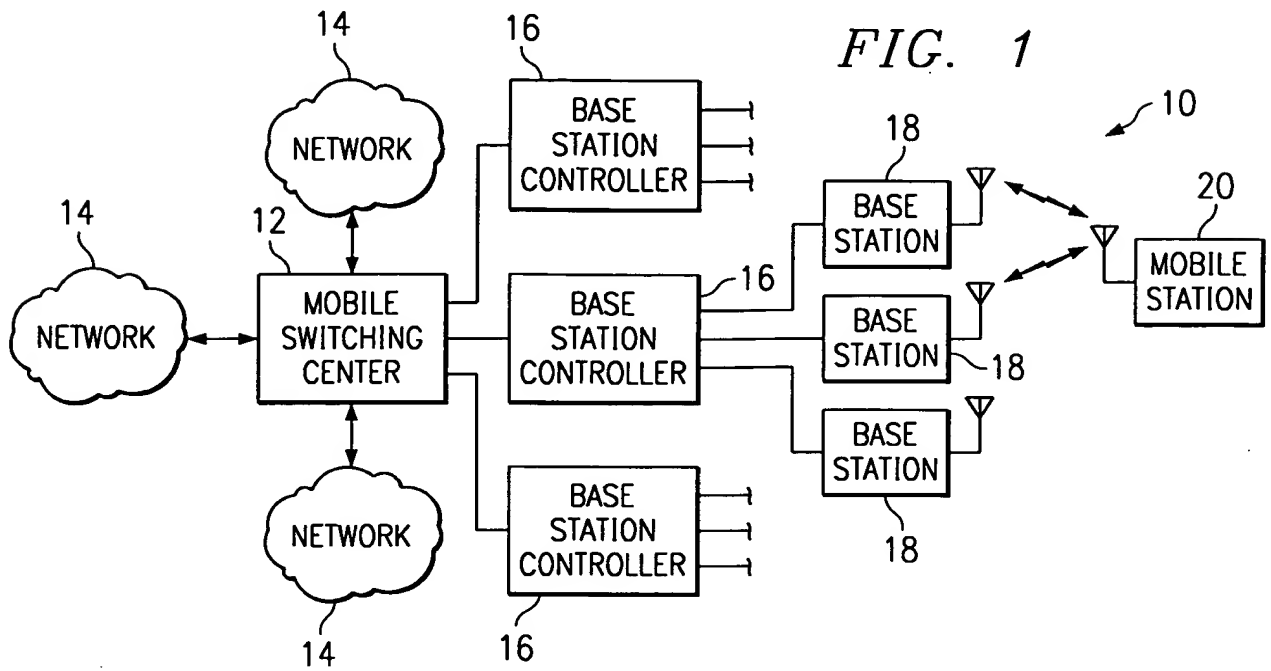 FIG. 1
10
14
NETWORK
14
NETWORK
12
MOBILE
SWITCHING
CENTER
NETWORK
14
16
BASE
STATION
CONTROLLER
16
BASE
STATION
CONTROLLER
BASE
STATION
CONTROLLER
16
18
BASE
STATION
BASE
STATION
18
BASE
STATION
18
20
MOBILE
STATION